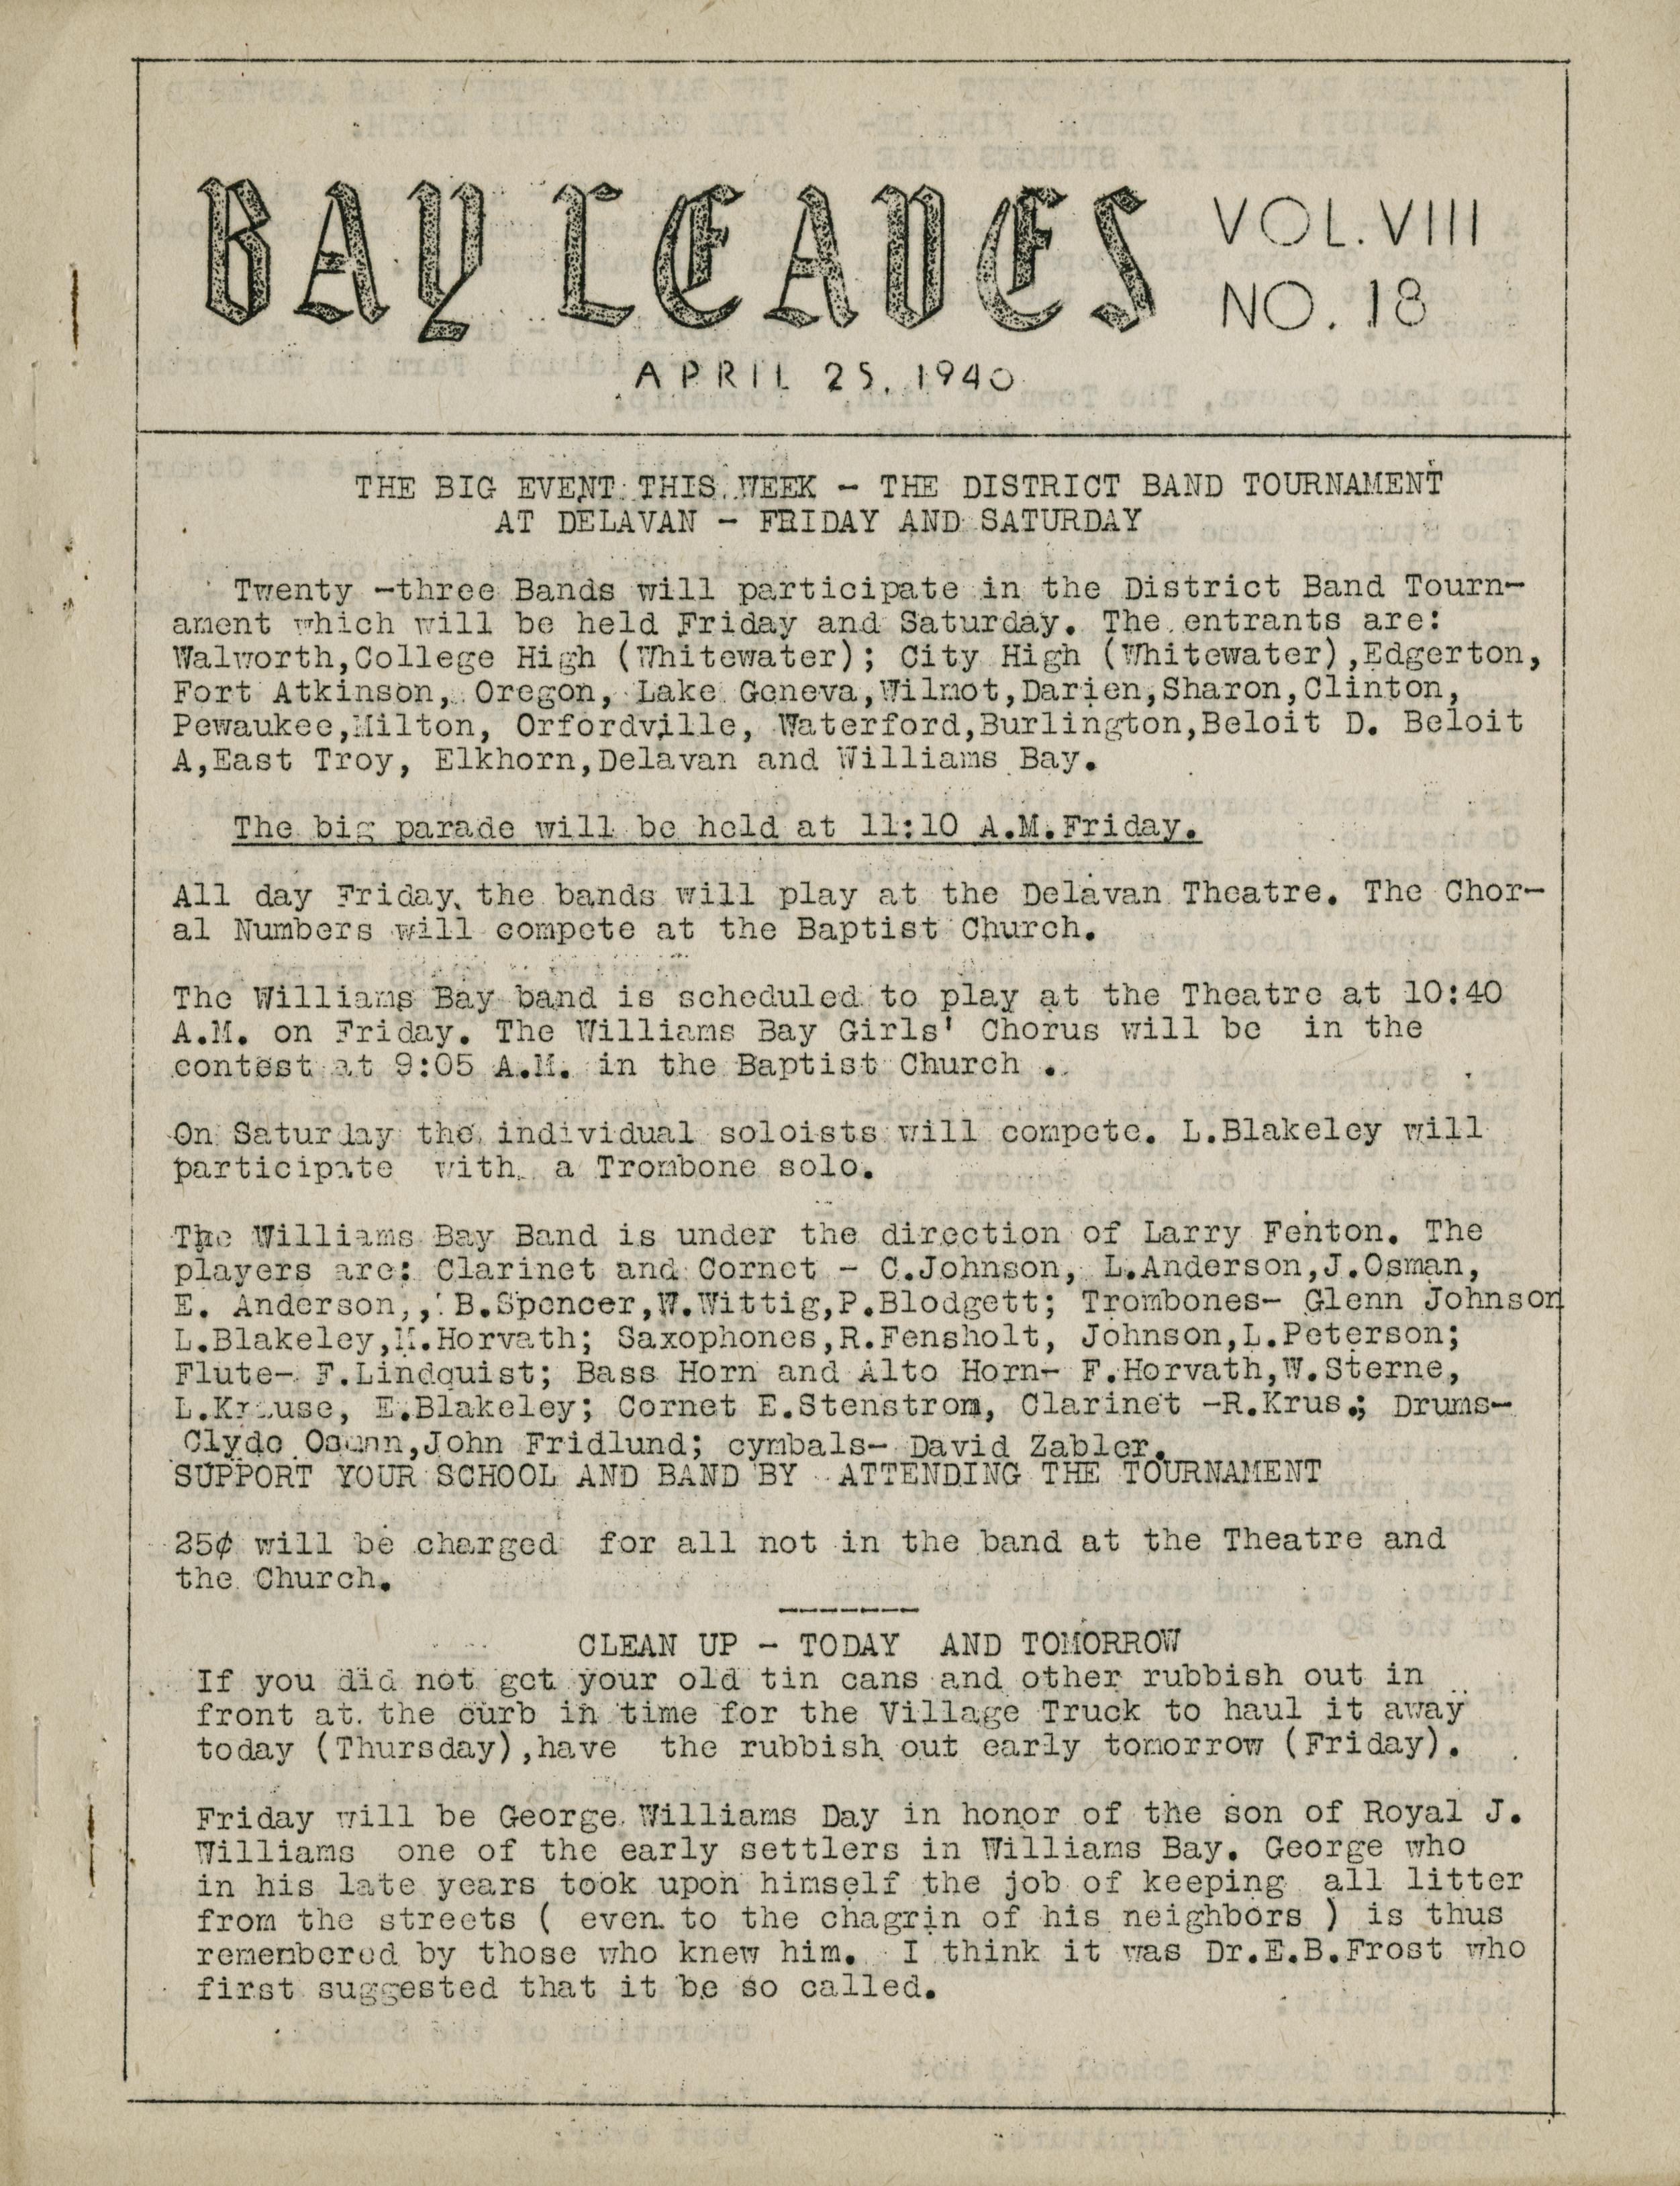 BAY LEAVES
VOL.VIII
NO. 18
APRIL 25, 1940
THE BIG EVENT THIS WEEK - THE DISTRICT BAND TOURNAMENT
AT DELAVAN - FRIDAY AND SATURDAY
Twenty -three Bands will participate in the District Band Tourn-
ament which will be held Friday and Saturday. The entrants are:
Walworth,College High (Whitewater); City High (Whitewater),Edgerton,
Fort Atkinson, Oregon, Lake Geneva,Wilmot,Darien,Sharon,Clinton,
Pewaukee,Milton, Orfordville, Waterford,Burlington,Beloit D. Beloit
A,East Troy, Elkhorn,Delavan and Williams Bay.
The big parade will be held at 11:10 A.M.Friday.
All day Friday, the bands will play at the Delavan Theatre. The Chor-
al Numbers will compete at the Baptist Church.
The Williams Bay band is scheduled to play at the Theatre at 10:40
A.M. on Friday. The Williams Bay Girls' Chorus will be in the
contest at 9:05 A.M. in the Baptist Church .
On Saturday the individual soloists will compete. L.Blakeley will
participate with a Trombone solo.
The Williams Bay Band is under the direction of Larry Fenton. The
players are: Clarinet and Cornet - C.Johnson, L.Anderson,J.Osman,
E. Anderson,, B.Spencer,W.Wittig,P.Blodgett; Trombones- Glenn Johnson
L.Blakeley,M.Horvath; Saxophones,R.Fensholt, Johnson,L.Peterson;
Flute- F.Lindquist; Bass Horn and Alto Horn- F.Horvath,W.Sterne,
L.Krause, E.Blakeley; Cornet E.Stenstrom, Clarinet -R.Krus.; Drums-
Clyde Osmann,John Fridlund; cymbals- David Zabler.
SUPPORT YOUR SCHOOL AND BAND BY ATTENDING THE TOURNAMENT
25¢ will be charged for all not in the band at the Theatre and
the Church.
-------
CLEAN UP - TODAY AND TOMORROW
If you did not get your old tin cans and other rubbish out in
front at the curb in time for the Village Truck to haul it away
today (Thursday),have the rubbish out early tomorrow (Friday).
Friday will be George Williams Day in honor of the son of Royal J.
Williams one of the early settlers in Williams Bay. George who
in his late years took upon himself the job of keeping all litter
from the streets ( even to the chagrin of his neighbors ) is thus
remembered by those who knew him. I think it was Dr.E.B.Frost who
first suggested that it be so called.